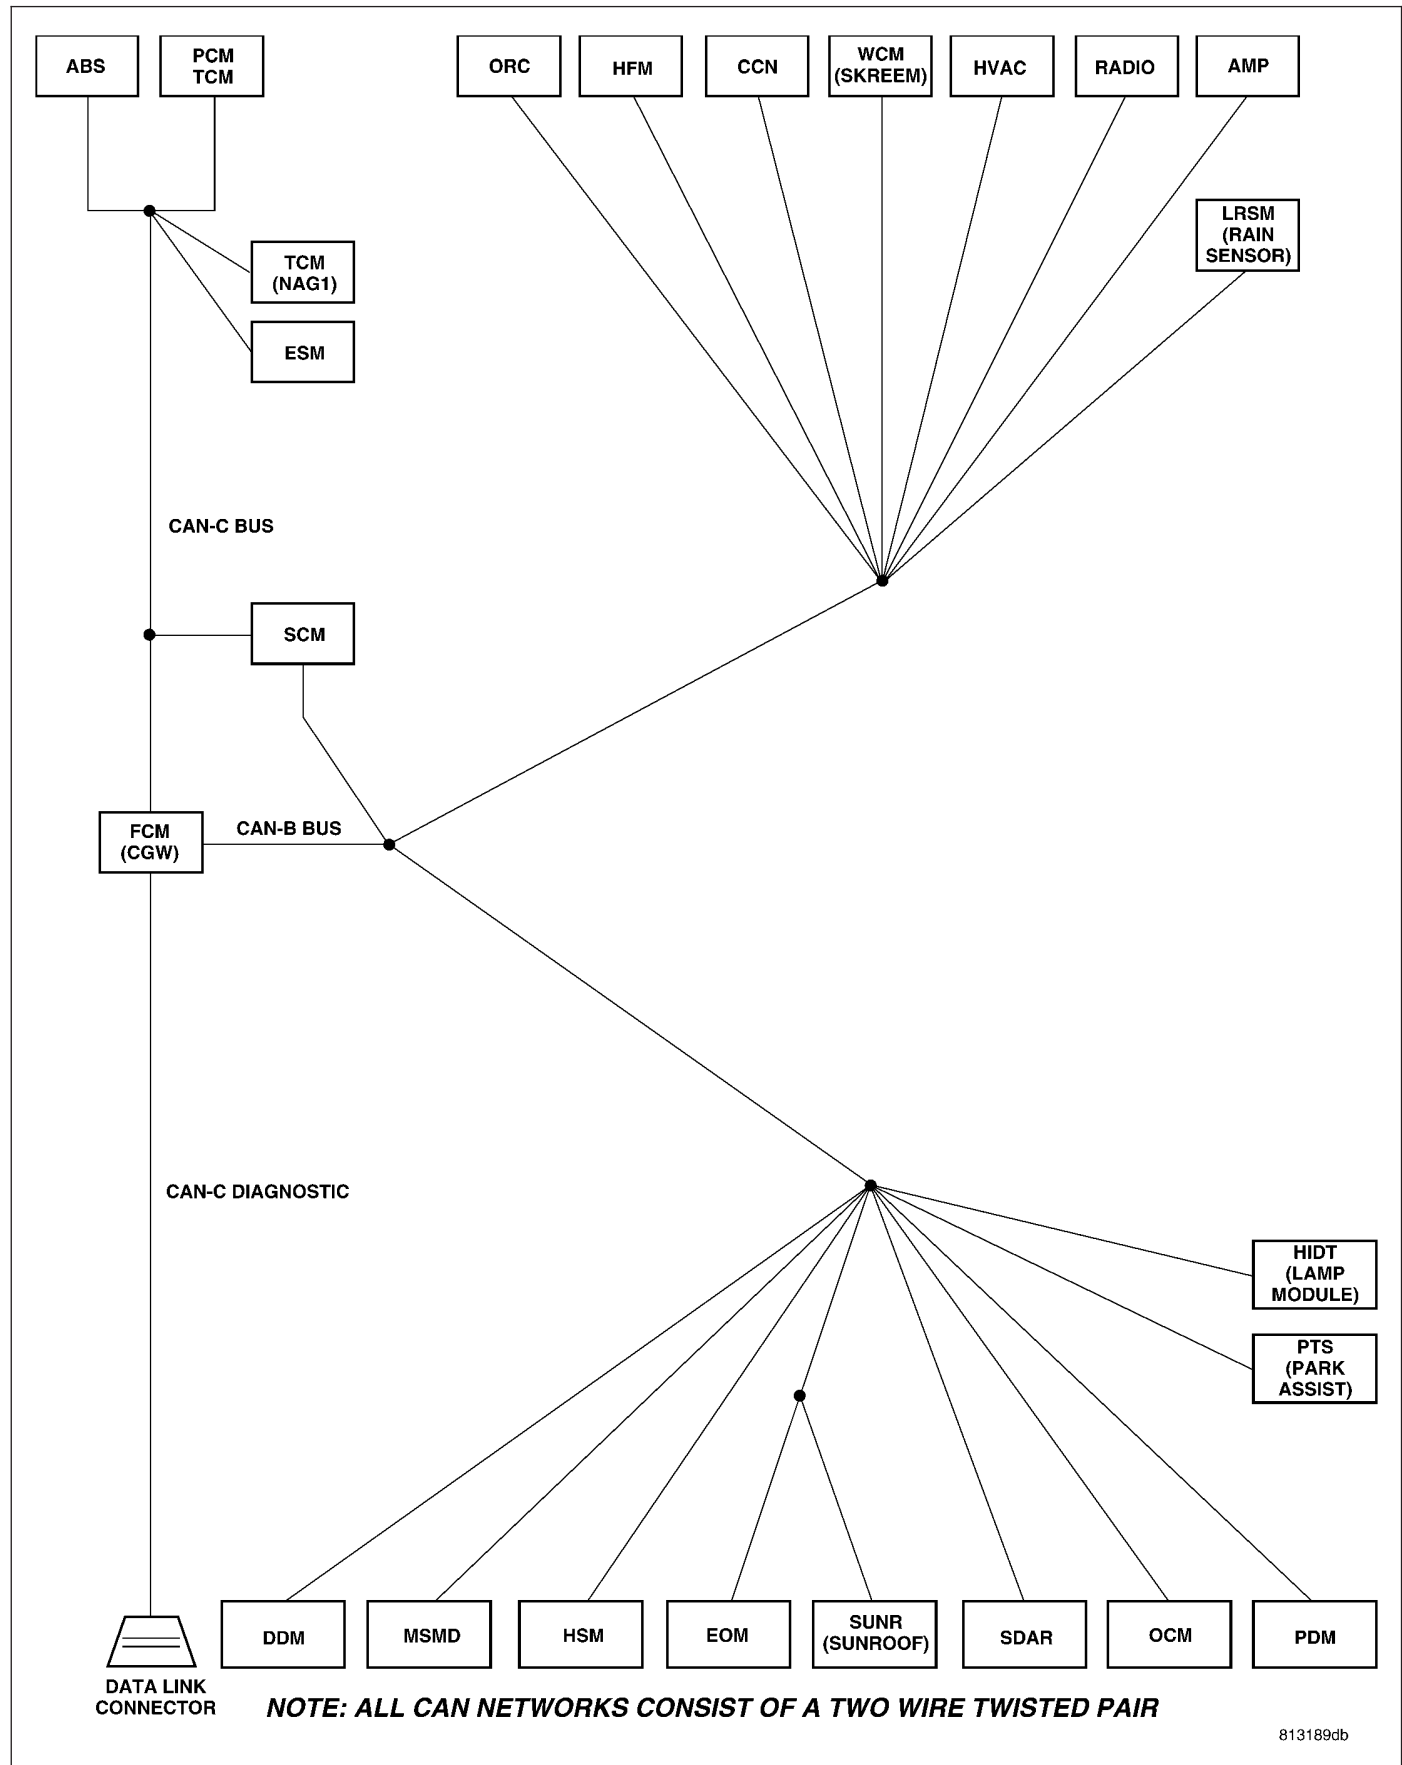 ABS
PCM
TCM
ORC
HFM
CCN
WCM
(SKREEM)
HVAC
RADIO
AMP
LRSM
(RAIN
SENSOR)
TCM
(NAG1)
ESM
CAN-C BUS
SCM
FCM
(CGW)
CAN-B BUS
CAN-C DIAGNOSTIC
HIDT
(LAMP
MODULE)
PTS
(PARK
ASSIST)
DDM
MSMD
HSM
EOM
SUNR
(SUNROOF)
SDAR
OCM
PDM
DATA LINK
CONNECTOR
NOTE: ALL CAN NETWORKS CONSIST OF A TWO WIRE TWISTED PAIR
813189db